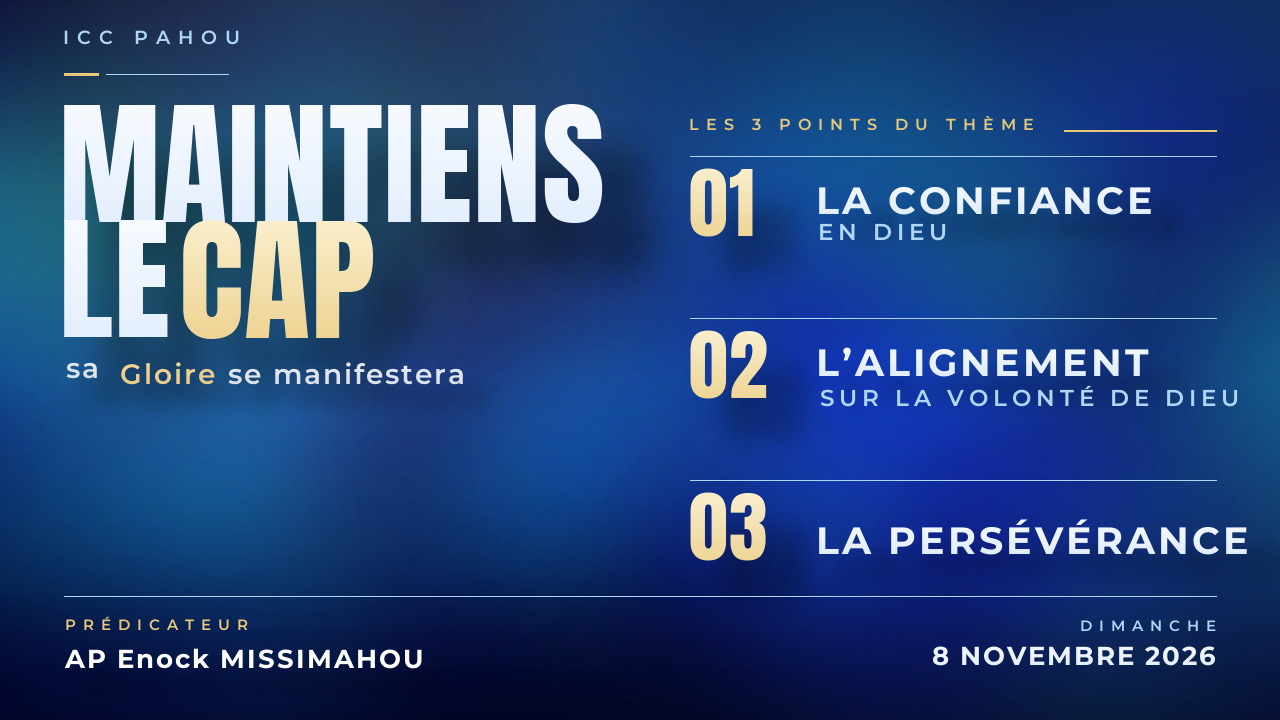 ICC PAHOU
MAINTIENS
LE CAP
sa Gloire se manifestera
LES 3 POINTS DU THÈME
01 LA CONFIANCE
EN DIEU
02 L’ALIGNEMENT
SUR LA VOLONTÉ DE DIEU
03 LA PERSÉVÉRANCE
PRÉDICATEUR
AP Enock MISSIMAHOU
DIMANCHE
8 NOVEMBRE 2026